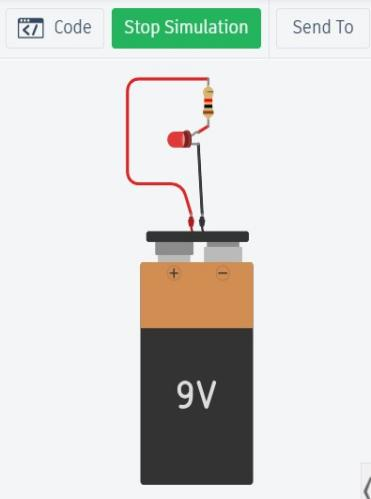 </> Code
Stop Simulation
Send To
+ −
9V